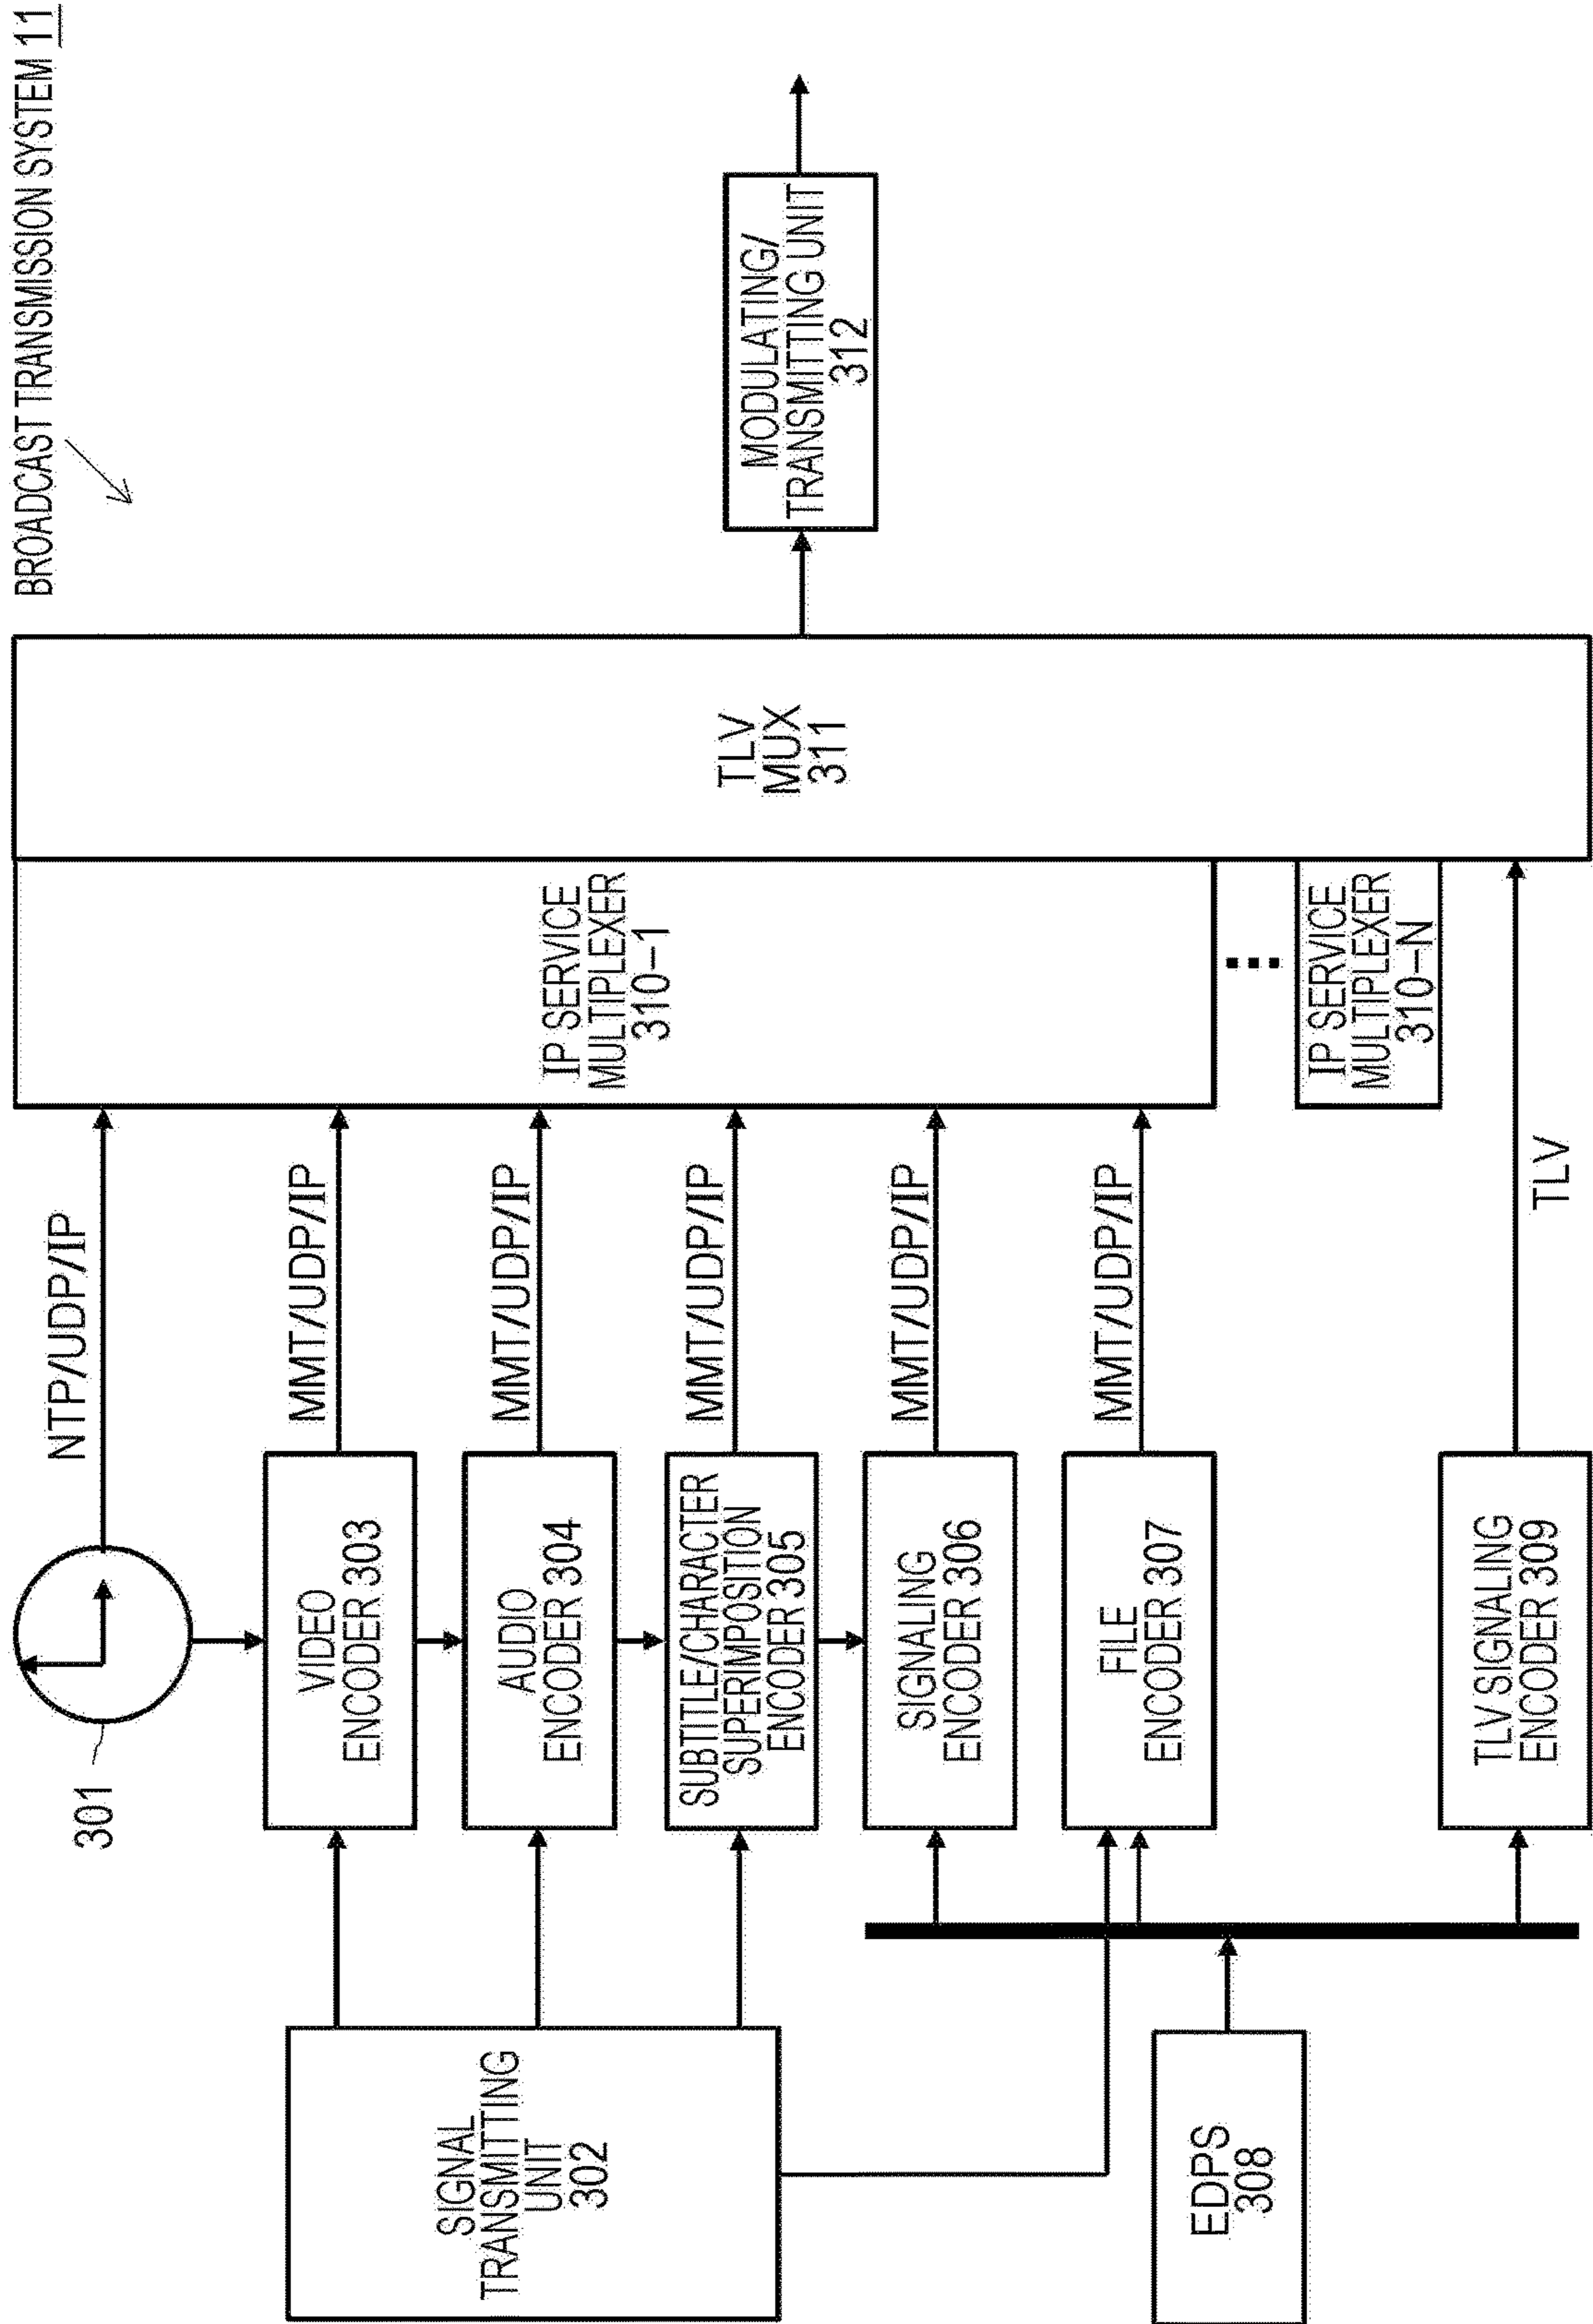 BROADCAST TRANSMISSION SYSTEM 11
301
NTP/UDP/IP
SIGNAL
TRANSMITTING
UNIT
302
VIDEO
ENCODER 303
MMT/UDP/IP
AUDIO
ENCODER 304
MMT/UDP/IP
SUBTITLE/CHARACTER
SUPERIMPOSITION
ENCODER 305
MMT/UDP/IP
SIGNALING
ENCODER 306
MMT/UDP/IP
FILE
ENCODER 307
MMT/UDP/IP
EDPS
308
TLV SIGNALING
ENCODER 309
TLV
IP SERVICE
MULTIPLEXER
310-1
IP SERVICE
MULTIPLEXER
310-N
TLV
MUX
311
MODULATING/
TRANSMITTING UNIT
312